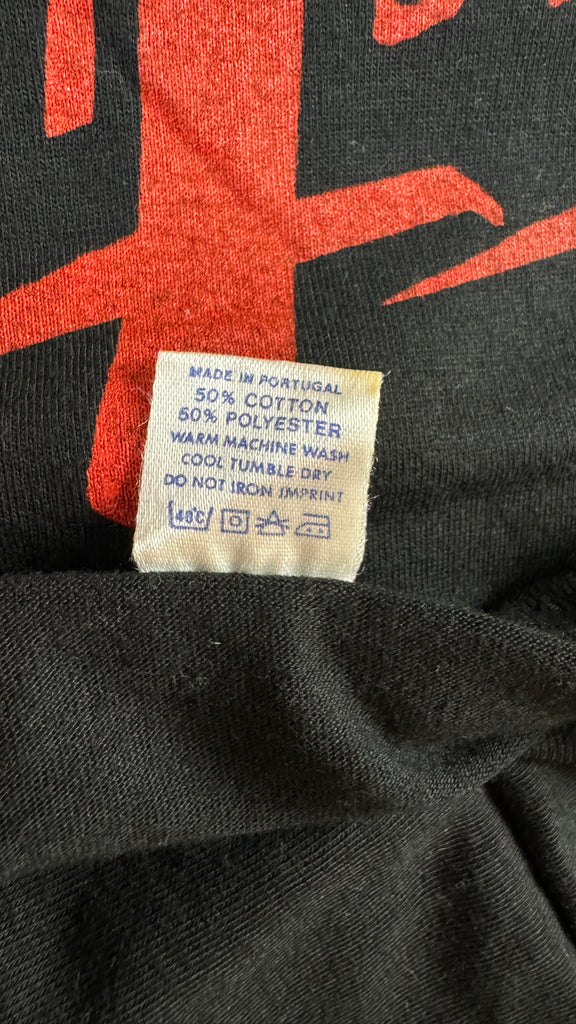 MADE IN PORTUGAL
50% COTTON
50% POLYESTER
WARM MACHINE WASH
COOL TUMBLE DRY
DO NOT IRON IMPRINT
40°C